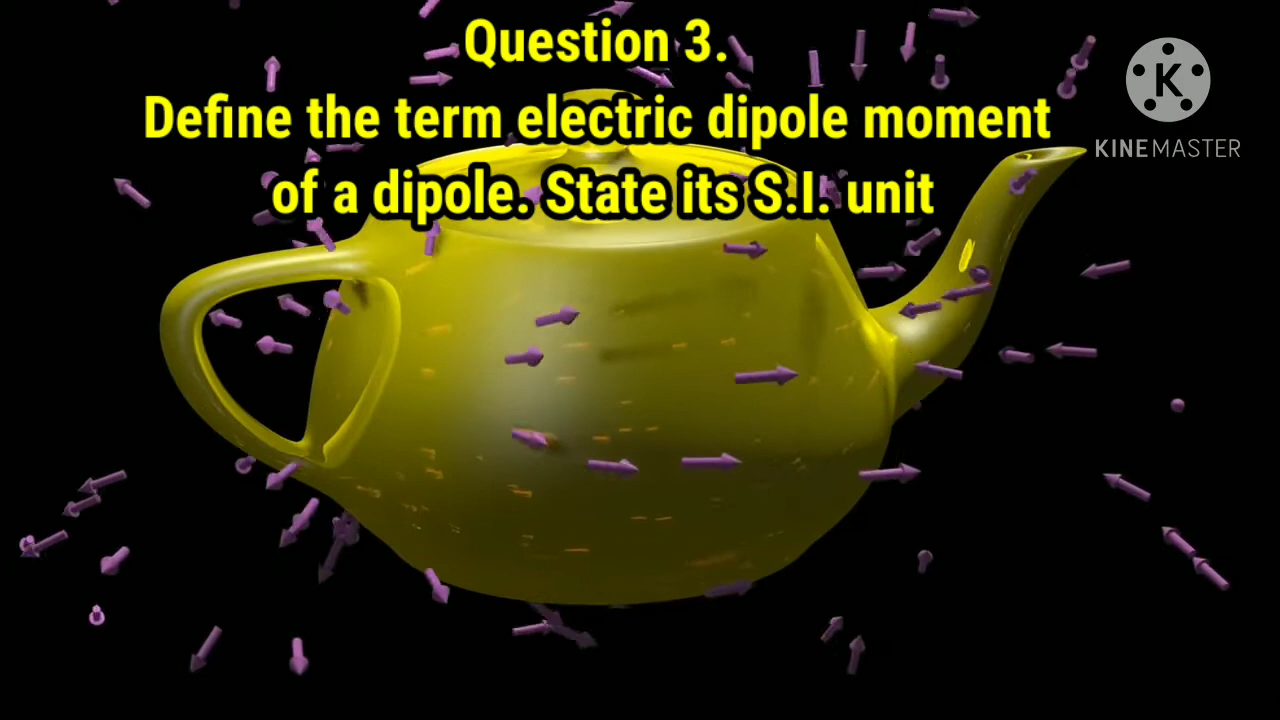 Question 3.
Define the term electric dipole moment
of a dipole. State its S.I. unit
K
KINEMASTER